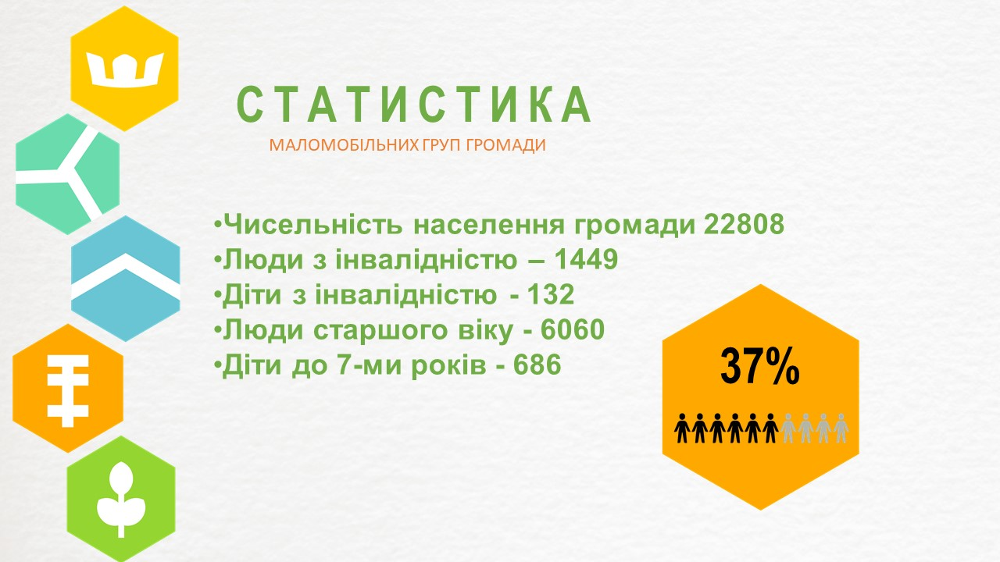 СТАТИСТИКА
МАЛОМОБІЛЬНИХ ГРУП ГРОМАДИ
•Чисельність населення громади 22808
•Люди з інвалідністю – 1449
•Діти з інвалідністю - 132
•Люди старшого віку - 6060
•Діти до 7-ми років - 686
37%